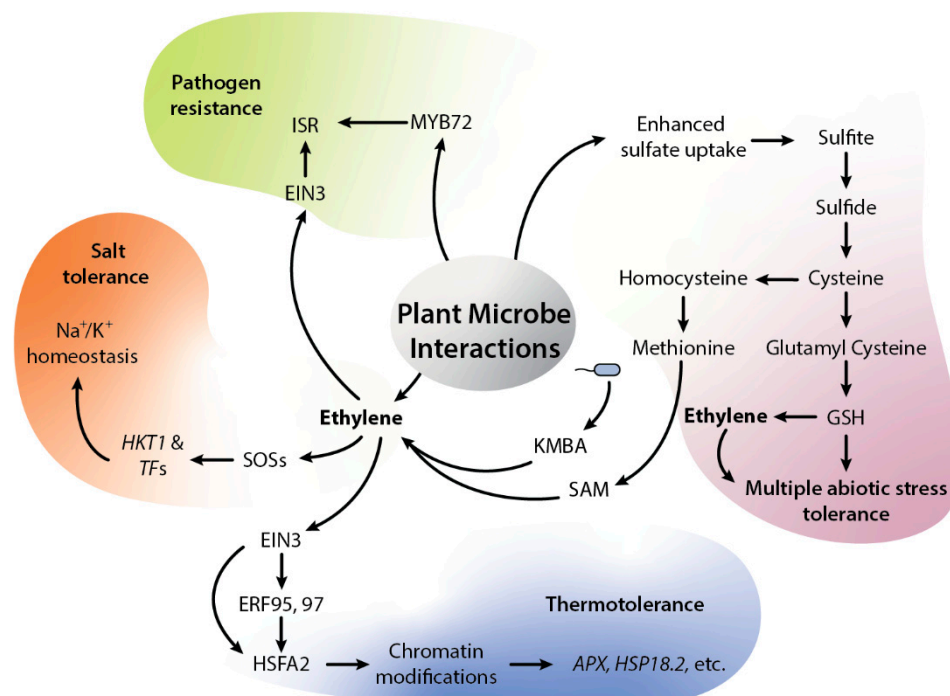 Pathogen
resistance
ISR
MYB72
EIN3
Enhanced
sulfate uptake
Sulfite
Sulfide
Homocysteine
Cysteine
Methionine
Glutamyl Cysteine
Ethylene
GSH
Multiple abiotic stress
tolerance
Salt
tolerance
Na⁺/K⁺
homeostasis
HKT1 &
TFs
SOSs
Plant Microbe
Interactions
Ethylene
KMBA
SAM
EIN3
ERF95, 97
HSFA2
Thermotolerance
Chromatin
modifications
APX, HSP18.2, etc.